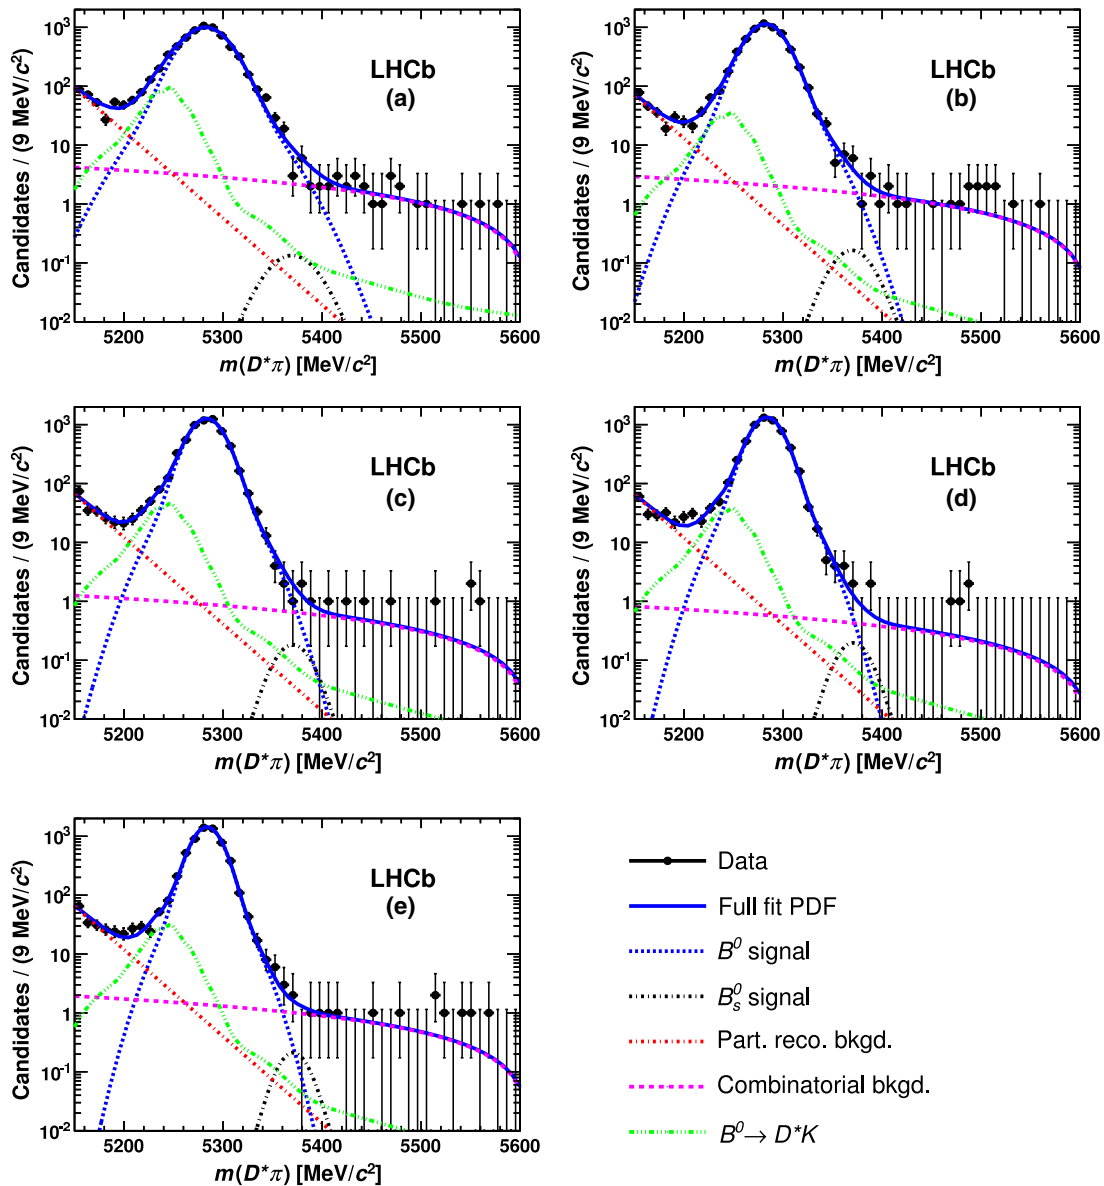 Candidates / (9 MeV/c²)
10³
10²
10
1
10⁻¹
10⁻²
LHCb
(a)
5200 5300 5400 5500 5600
m(D*π) [MeV/c²]
Candidates / (9 MeV/c²)
10³
10²
10
1
10⁻¹
10⁻²
LHCb
(b)
5200 5300 5400 5500 5600
m(D*π) [MeV/c²]
Candidates / (9 MeV/c²)
10³
10²
10
1
10⁻¹
10⁻²
LHCb
(c)
5200 5300 5400 5500 5600
m(D*π) [MeV/c²]
Candidates / (9 MeV/c²)
10³
10²
10
1
10⁻¹
10⁻²
LHCb
(d)
5200 5300 5400 5500 5600
m(D*π) [MeV/c²]
Candidates / (9 MeV/c²)
10³
10²
10
1
10⁻¹
10⁻²
LHCb
(e)
5200 5300 5400 5500 5600
m(D*π) [MeV/c²]
Data
Full fit PDF
B⁰ signal
B⁰ₛ signal
Part. reco. bkgd.
Combinatorial bkgd.
B⁰→ D*K